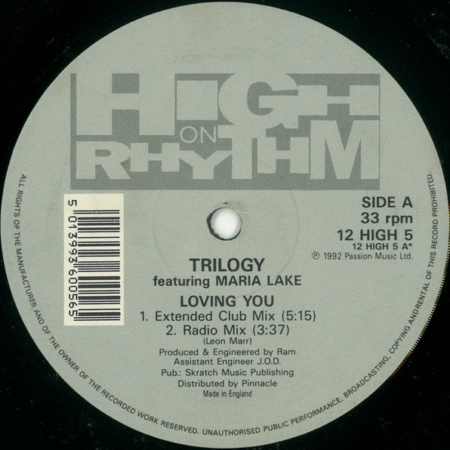 HIGH
ON
RHYTHM
SIDE A
33 rpm
12 HIGH 5
12 HIGH 5 A*
℗ 1992 Passion Music Ltd.
5 013993 600565
TRILOGY
featuring MARIA LAKE
LOVING YOU
1. Extended Club Mix (5:15)
2. Radio Mix (3:37)
(Leon Marr)
Produced & Engineered by Ram
Assistant Engineer J.O.D.
Pub.: Skratch Music Publishing
Distributed by Pinnacle
Made in England
ALL RIGHTS OF THE MANUFACTURER AND OF THE OWNER OF THE RECORDED WORK RESERVED. UNAUTHORISED PUBLIC PERFORMANCE, BROADCASTING, COPYING AND RENTAL OF THIS RECORD PROHIBITED.